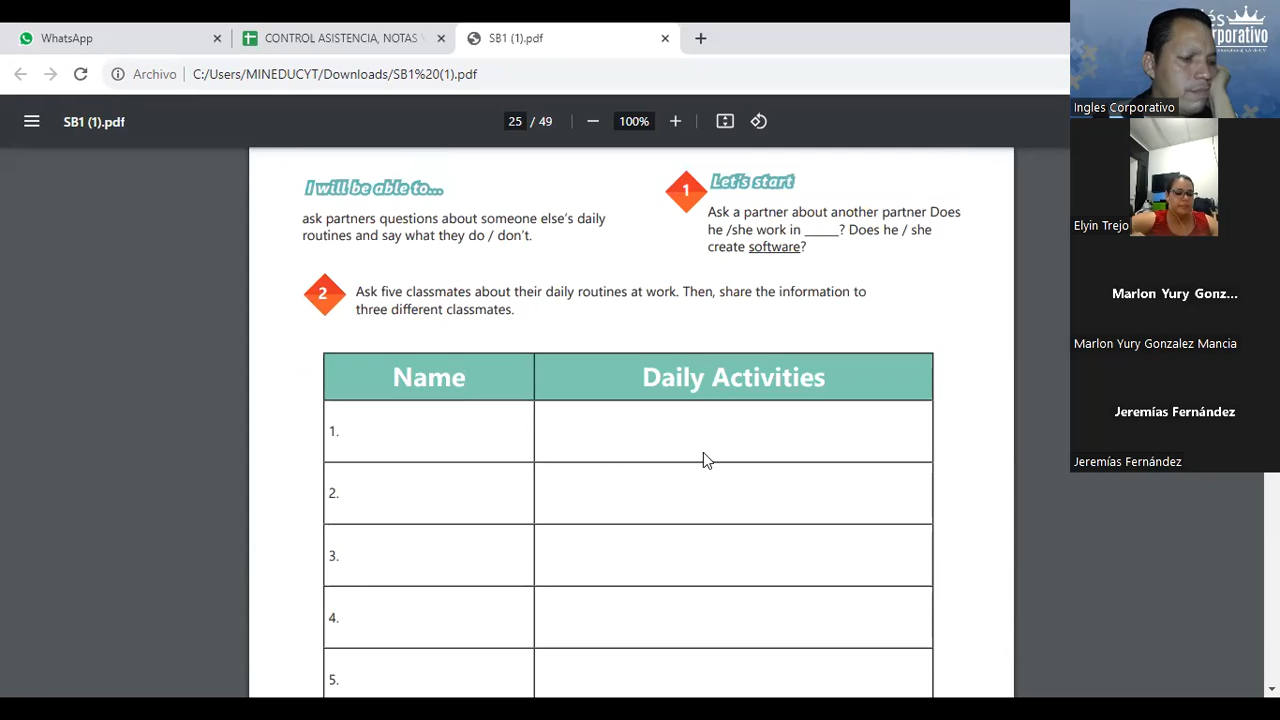 WhatsApp
CONTROL ASISTENCIA, NOTAS
SB1 (1).pdf
Archivo
C:/Users/MINEDUCYT/Downloads/SB1%20(1).pdf
SB1 (1).pdf
25 / 49
100%
I will be able to...
ask partners questions about someone else's daily
routines and say what they do / don't.
1
Let's start
Ask a partner about another partner Does
he /she work in _____? Does he / she
create software?
2
Ask five classmates about their daily routines at work. Then, share the information to
three different classmates.
Name
Daily Activities
1.
2.
3.
4.
5.
Ingles Corporativo
Elyin Trejo
Marlon Yury Gonz...
Marlon Yury Gonzalez Mancia
Jeremías Fernández
Jeremías Fernández